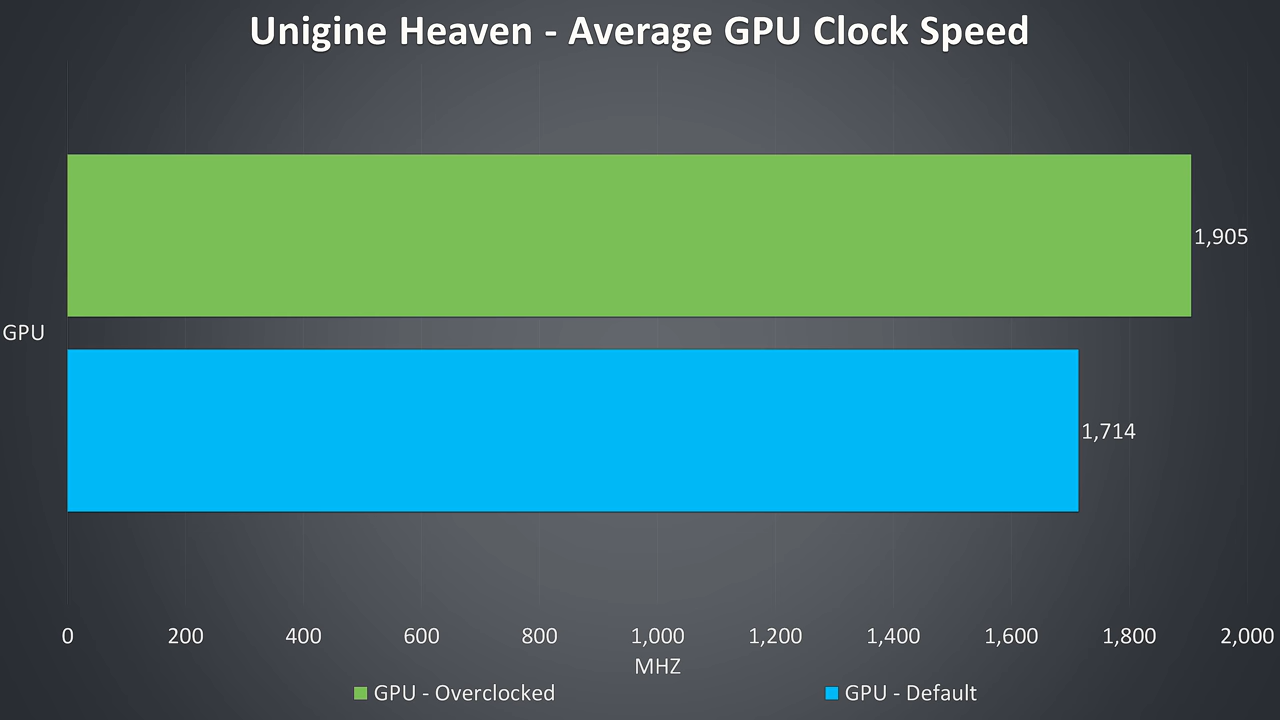 Unigine Heaven - Average GPU Clock Speed
1,905
GPU
1,714
0 200 400 600 800 1,000 1,200 1,400 1,600 1,800 2,000
MHZ
GPU - Overclocked GPU - Default